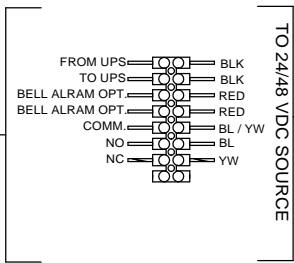 FROM UPS BLK
TO UPS BLK
BELL ALRAM OPT. RED
BELL ALRAM OPT. RED
COMM. BL / YW
NO BL
NC YW
TO 24/48 VDC SOURCE